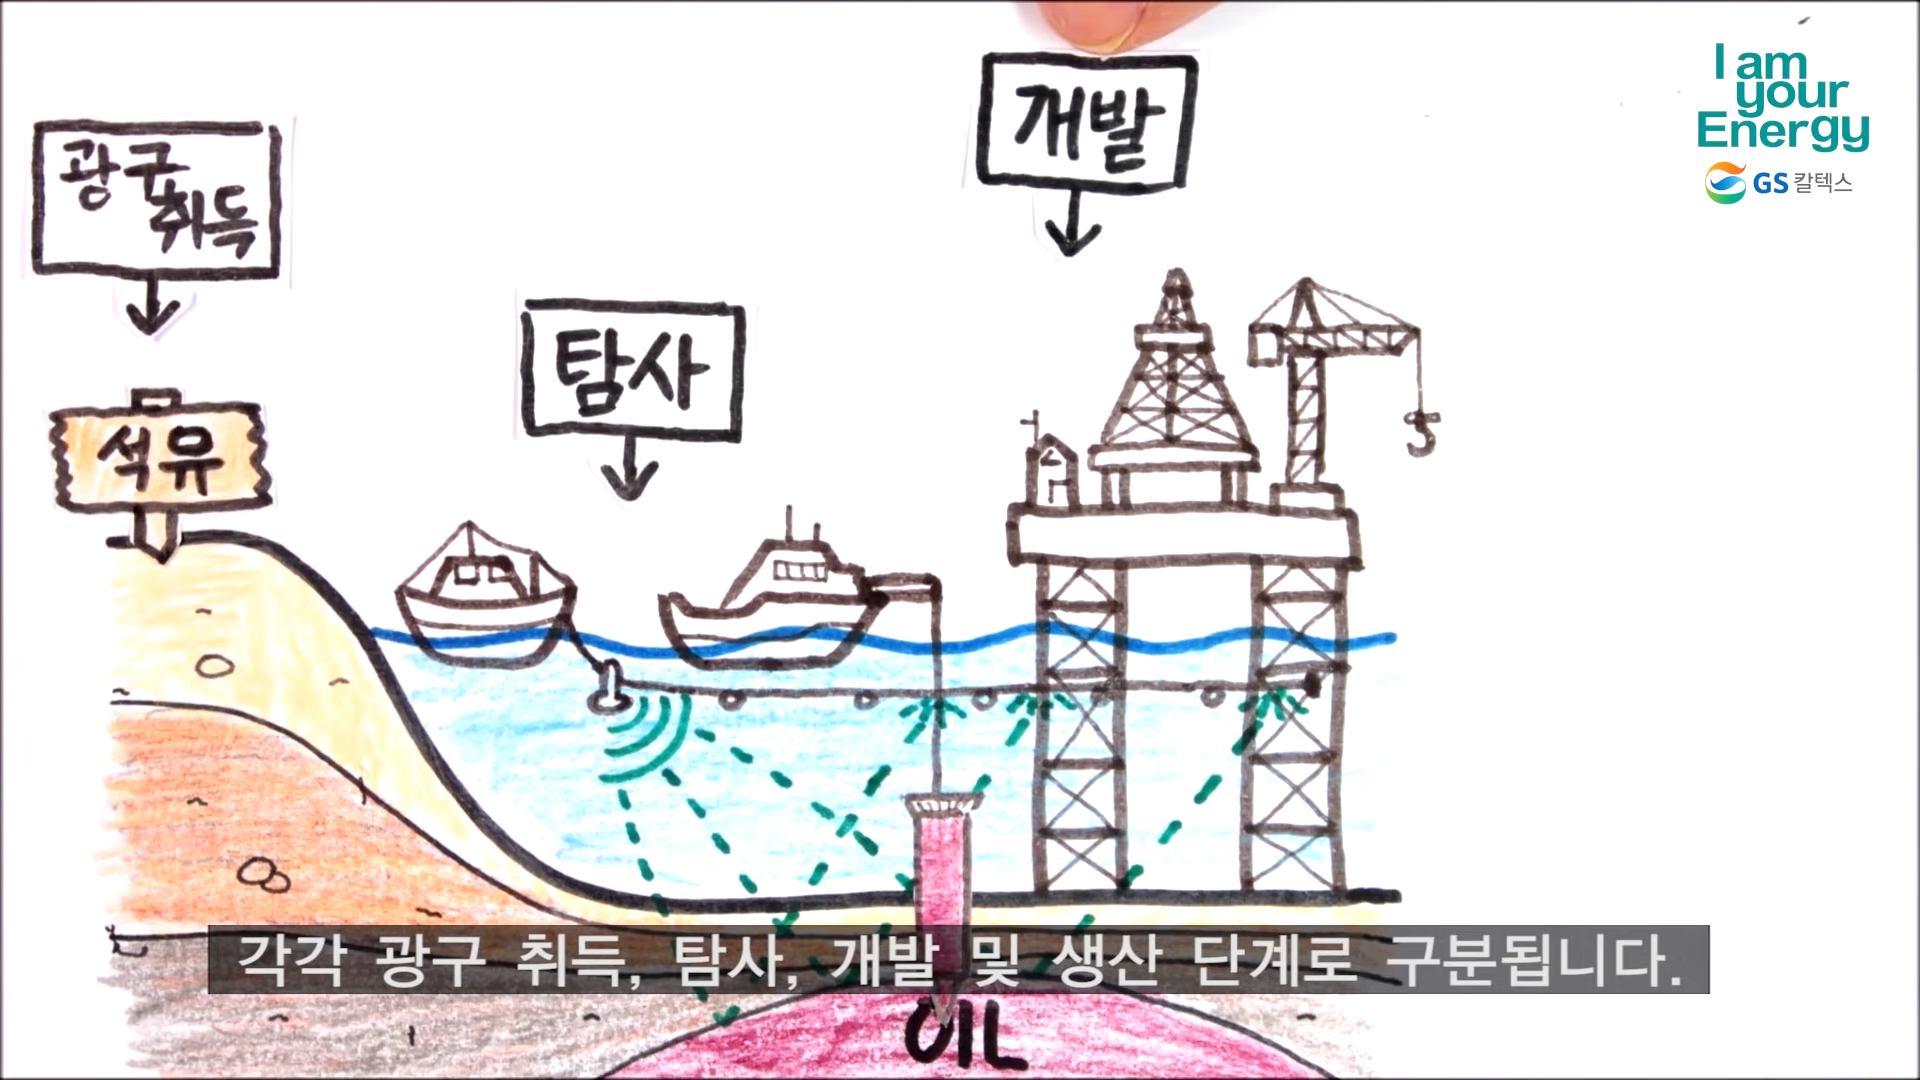 광구
취득
탐사
개발
석유
I am
your
Energy
GS 칼텍스
각각 광구 취득, 탐사, 개발 및 생산 단계로 구분됩니다.
OIL